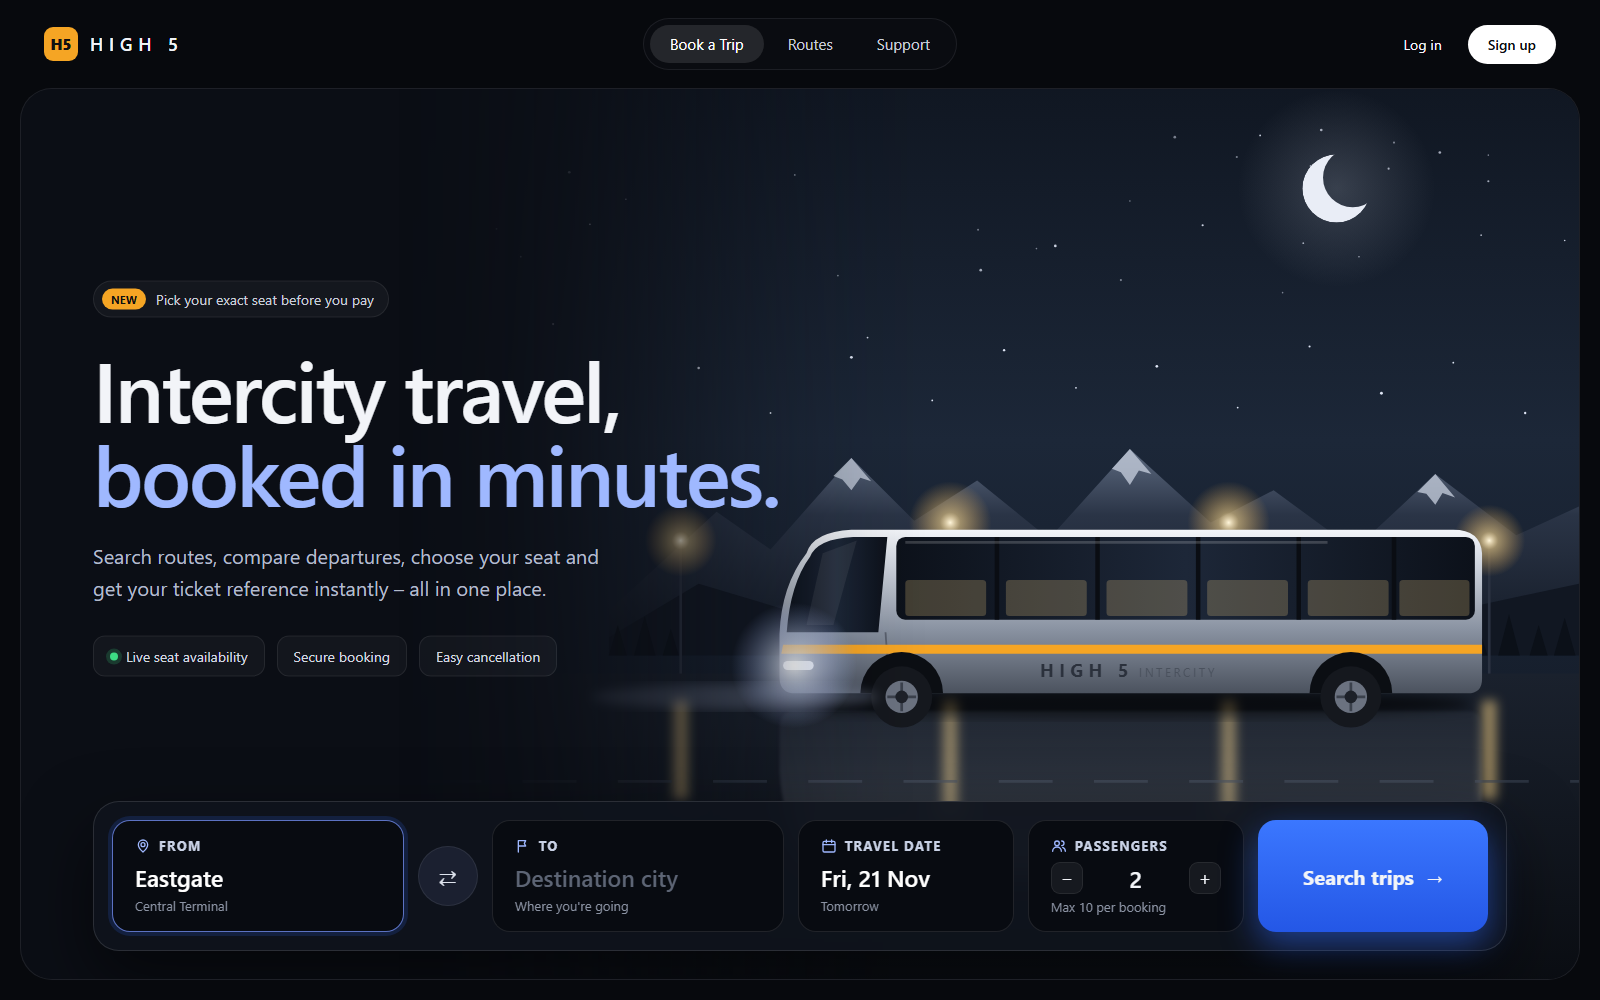 H5 HIGH 5
Book a Trip
Routes
Support
Log in
Sign up
NEW Pick your exact seat before you pay
Intercity travel,
booked in minutes.
Search routes, compare departures, choose your seat and
get your ticket reference instantly – all in one place.
Live seat availability
Secure booking
Easy cancellation
HIGH 5 INTERCITY
FROM
Eastgate
Central Terminal
⇄
TO
Destination city
Where you're going
TRAVEL DATE
Fri, 21 Nov
Tomorrow
PASSENGERS
− 2 +
Max 10 per booking
Search trips →